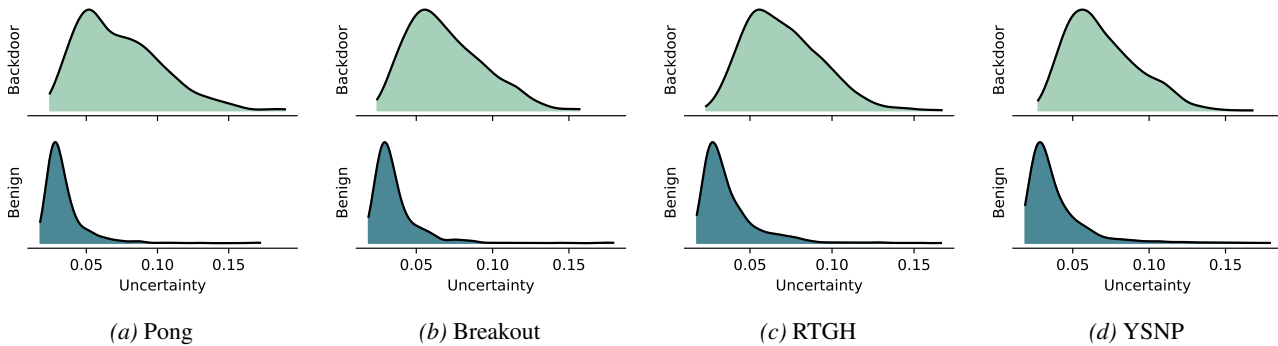 Backdoor Backdoor Backdoor Backdoor
Benign Benign Benign Benign
0.05 0.10 0.15 0.05 0.10 0.15 0.05 0.10 0.15 0.05 0.10 0.15
Uncertainty Uncertainty Uncertainty Uncertainty
(a) Pong (b) Breakout (c) RTGH (d) YSNP